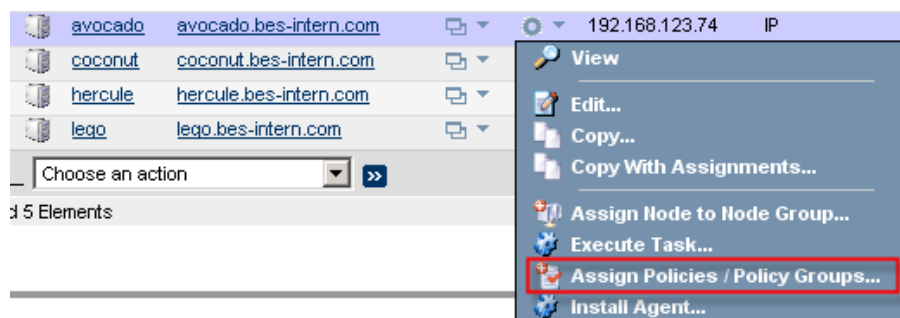 avocado avocado.bes-intern.com 192.168.123.74 IP
coconut coconut.bes-intern.com
hercule hercule.bes-intern.com
lego lego.bes-intern.com
Choose an action
d 5 Elements
View
Edit...
Copy...
Copy With Assignments...
Assign Node to Node Group...
Execute Task...
Assign Policies / Policy Groups...
Install Agent...